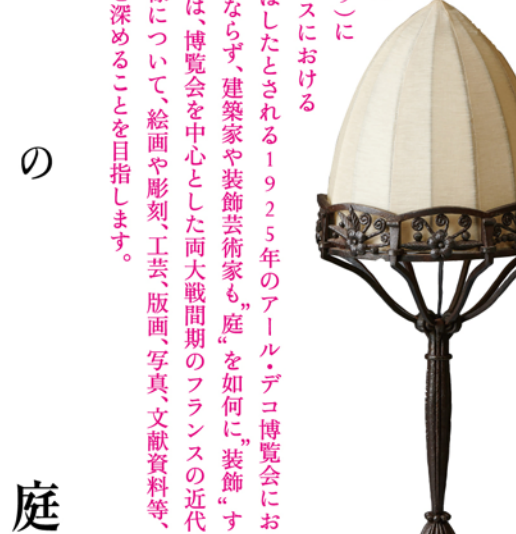 ノ）に
スにおける
ましたとされる1925年のアール・デコ博覧会にお
ならず、建築家や装飾芸術家も〝庭〟を如何に〝装飾〟す
は、博覧会を中心とした両大戦間期のフランスの近代
様について、絵画や彫刻、工芸、版画、写真、文献資料等、
深めることを目指します。
の
庭